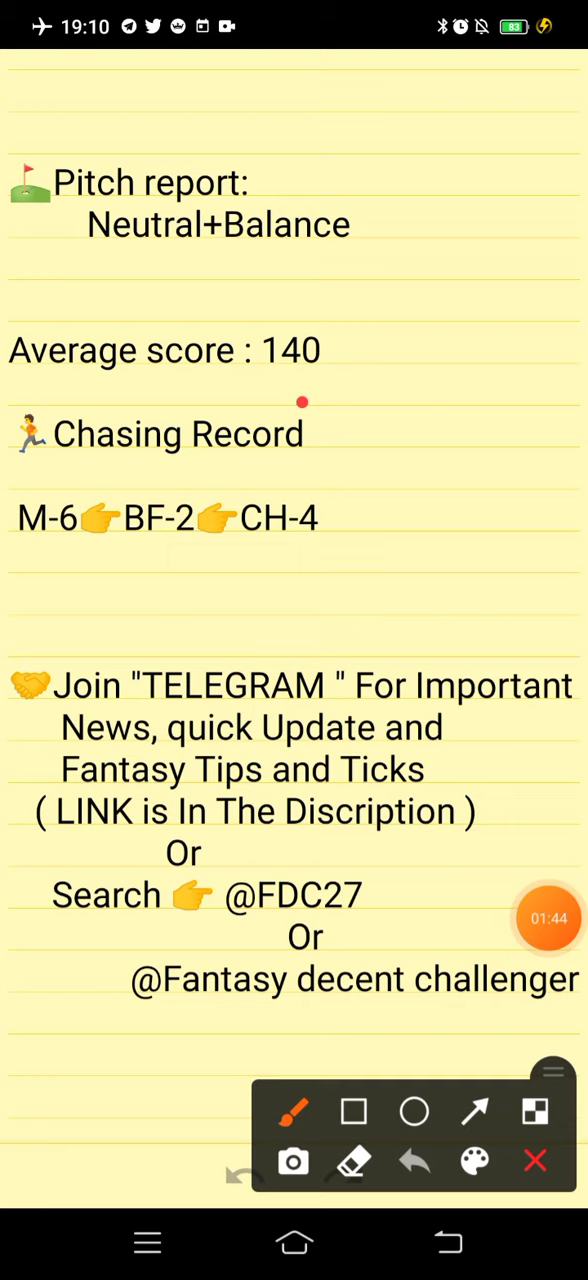 19:10
83
Pitch report:
Neutral+Balance
Average score : 140
Chasing Record
M-6👉BF-2👉CH-4
🤝Join "TELEGRAM " For Important
News, quick Update and
Fantasy Tips and Ticks
( LINK is In The Discription )
Or
Search 👉 @FDC27
Or
@Fantasy decent challenger
01:44